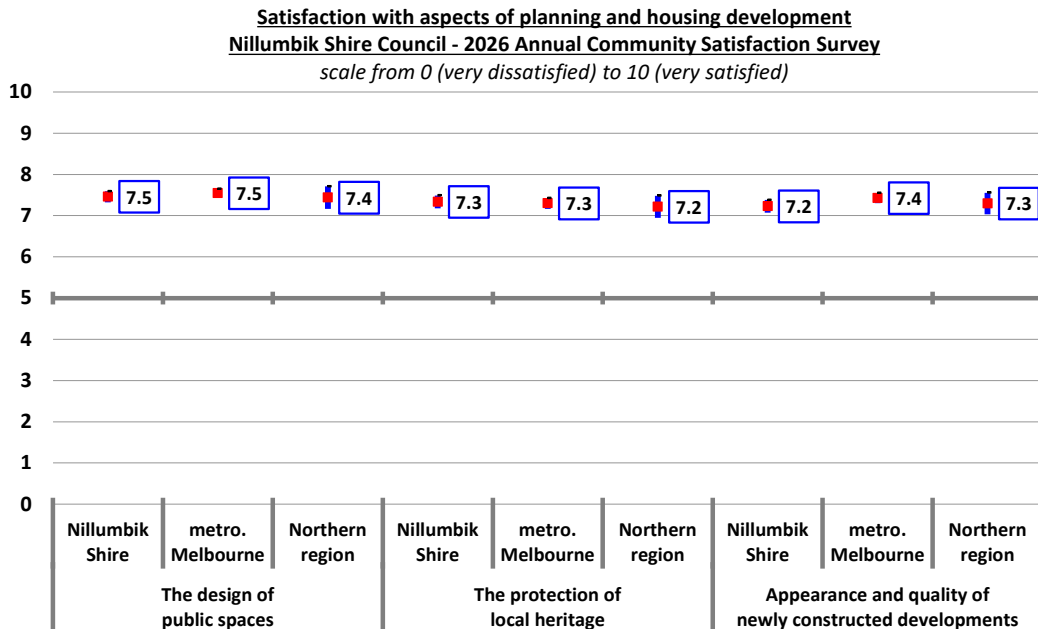 Satisfaction with aspects of planning and housing development
Nillumbik Shire Council - 2026 Annual Community Satisfaction Survey
scale from 0 (very dissatisfied) to 10 (very satisfied)
10
9
8
7
6
5
4
3
2
1
0
7.5
7.5
7.4
7.3
7.3
7.2
7.2
7.4
7.3
Nillumbik
Shire
metro.
Melbourne
Northern
region
Nillumbik
Shire
metro.
Melbourne
Northern
region
Nillumbik
Shire
metro.
Melbourne
Northern
region
The design of
public spaces
The protection of
local heritage
Appearance and quality of
newly constructed developments